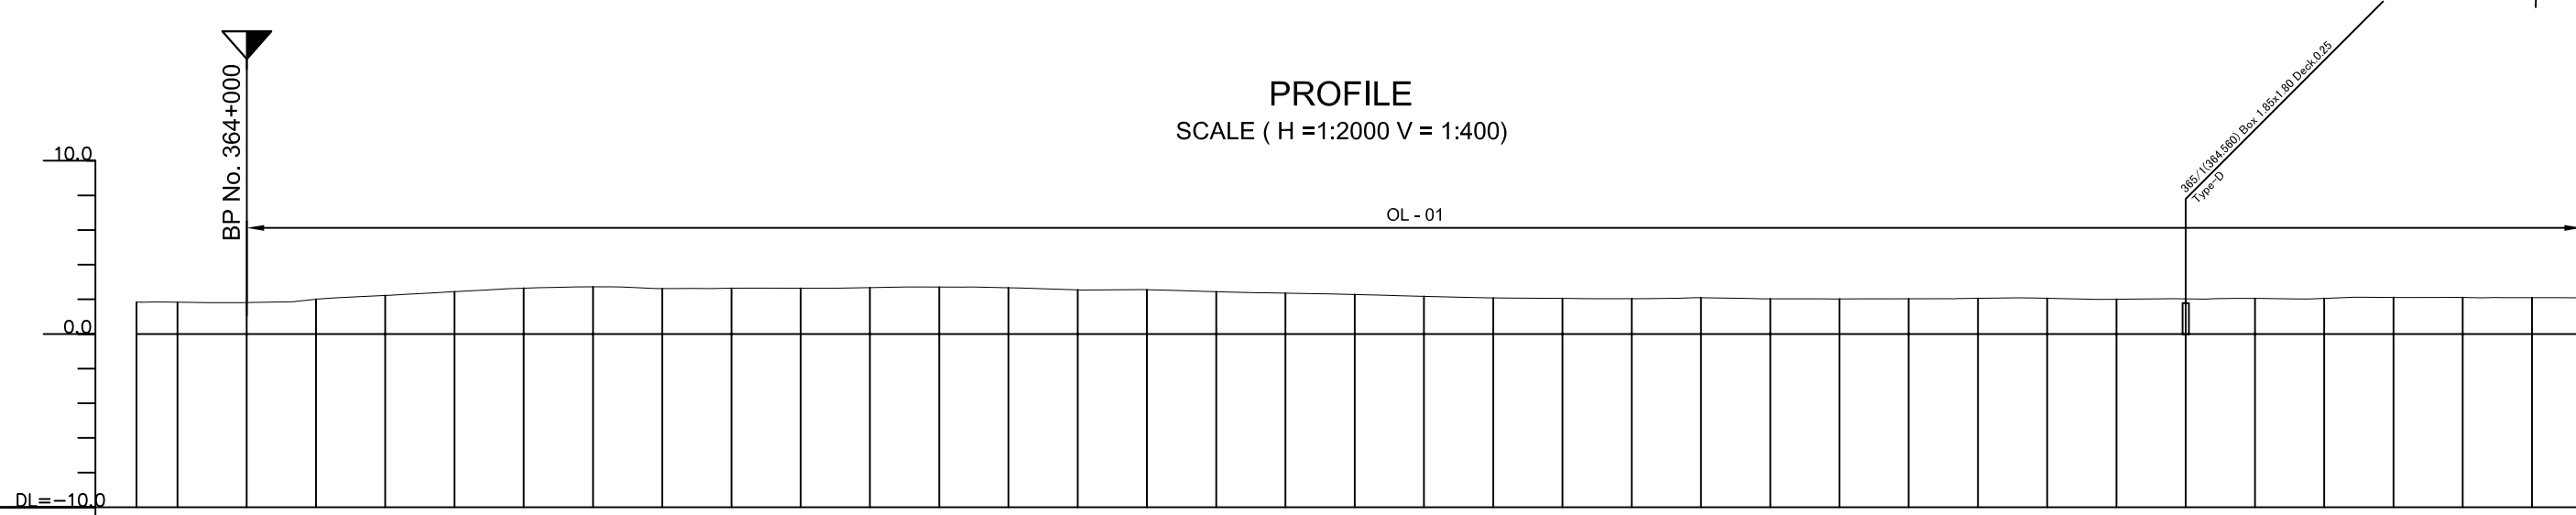 PROFILE
SCALE ( H =1:2000 V = 1:400)
BP No. 364+000
365/1(364.560) Box 1.85x1.80 Deck.0.25
Type-D
10.0
OL - 01
0.0
DL=-10.0